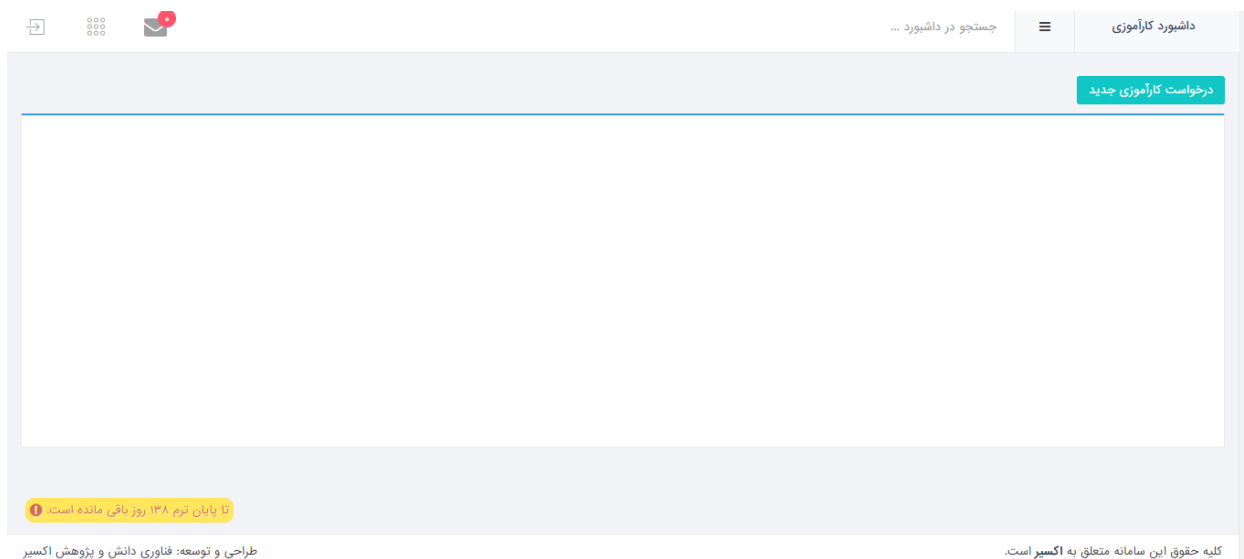 داشبورد کارآموزی
جستجو در داشبورد ...
۰
درخواست کارآموزی جدید
تا پایان ترم ۱۳۸ روز باقی مانده است.
کلیه حقوق این سامانه متعلق به اکسیر است.
طراحی و توسعه: فناوری دانش و پژوهش اکسیر